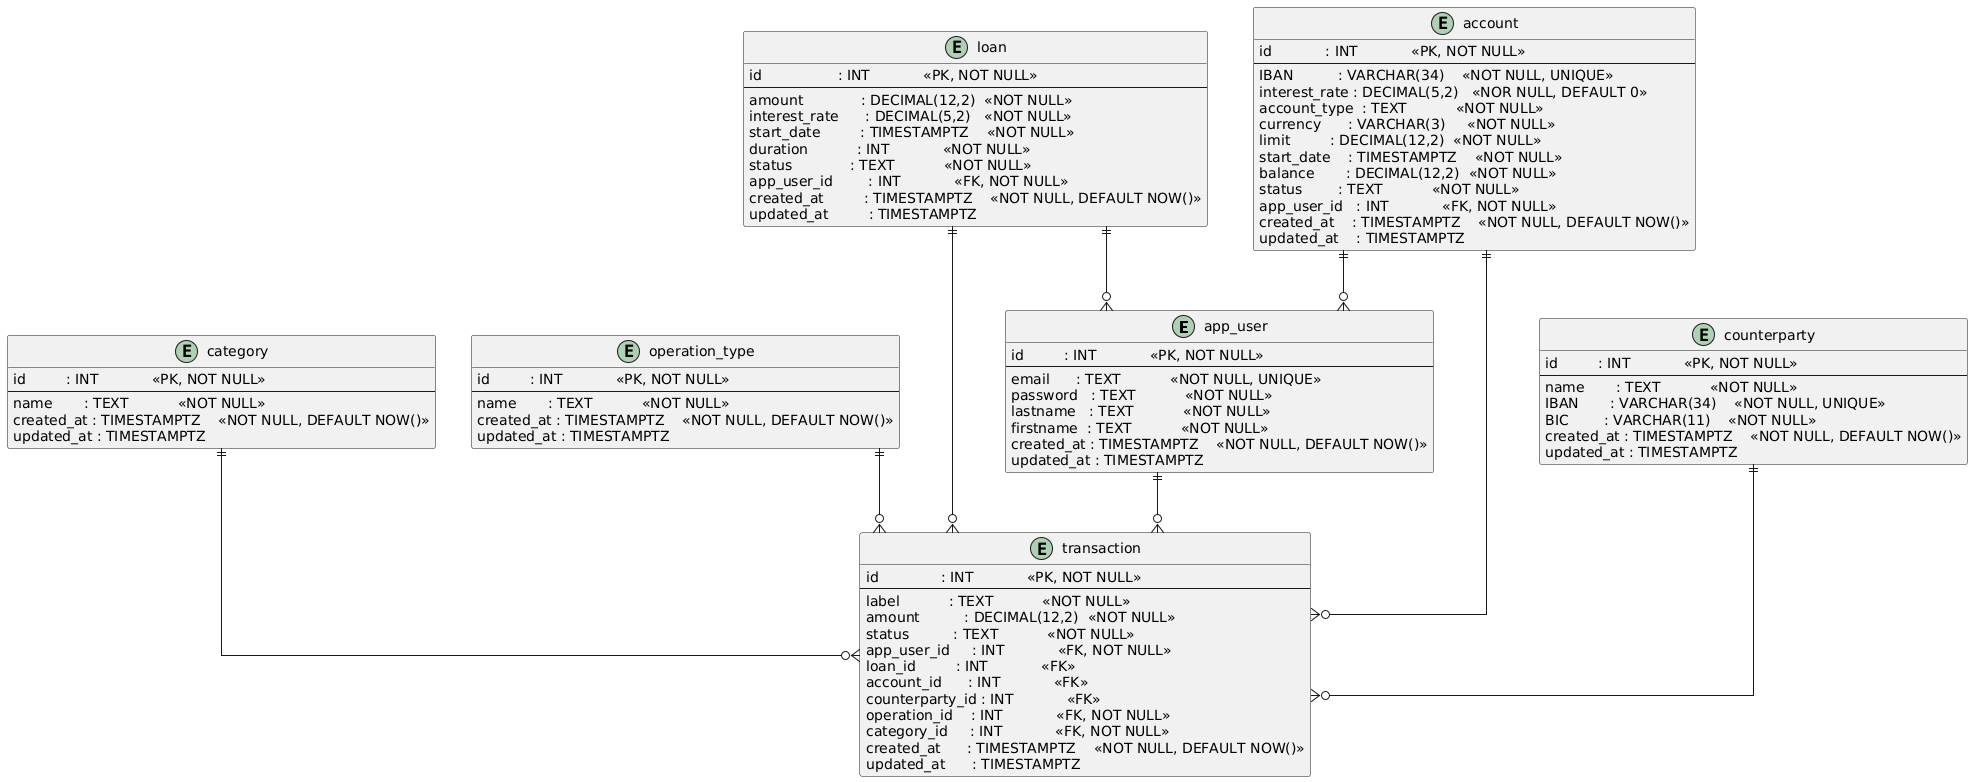 E loan
id : INT «PK, NOT NULL»
amount : DECIMAL(12,2) «NOT NULL»
interest_rate : DECIMAL(5,2) «NOT NULL»
start_date : TIMESTAMPTZ «NOT NULL»
duration : INT «NOT NULL»
status : TEXT «NOT NULL»
app_user_id : INT «FK, NOT NULL»
created_at : TIMESTAMPTZ «NOT NULL, DEFAULT NOW()»
updated_at : TIMESTAMPTZ
E account
id : INT «PK, NOT NULL»
IBAN : VARCHAR(34) «NOT NULL, UNIQUE»
interest_rate : DECIMAL(5,2) «NOR NULL, DEFAULT 0»
account_type : TEXT «NOT NULL»
currency : VARCHAR(3) «NOT NULL»
limit : DECIMAL(12,2) «NOT NULL»
start_date : TIMESTAMPTZ «NOT NULL»
balance : DECIMAL(12,2) «NOT NULL»
status : TEXT «NOT NULL»
app_user_id : INT «FK, NOT NULL»
created_at : TIMESTAMPTZ «NOT NULL, DEFAULT NOW()»
updated_at : TIMESTAMPTZ
E category
id : INT «PK, NOT NULL»
name : TEXT «NOT NULL»
created_at : TIMESTAMPTZ «NOT NULL, DEFAULT NOW()»
updated_at : TIMESTAMPTZ
E operation_type
id : INT «PK, NOT NULL»
name : TEXT «NOT NULL»
created_at : TIMESTAMPTZ «NOT NULL, DEFAULT NOW()»
updated_at : TIMESTAMPTZ
E app_user
id : INT «PK, NOT NULL»
email : TEXT «NOT NULL, UNIQUE»
password : TEXT «NOT NULL»
lastname : TEXT «NOT NULL»
firstname : TEXT «NOT NULL»
created_at : TIMESTAMPTZ «NOT NULL, DEFAULT NOW()»
updated_at : TIMESTAMPTZ
E counterparty
id : INT «PK, NOT NULL»
name : TEXT «NOT NULL»
IBAN : VARCHAR(34) «NOT NULL, UNIQUE»
BIC : VARCHAR(11) «NOT NULL»
created_at : TIMESTAMPTZ «NOT NULL, DEFAULT NOW()»
updated_at : TIMESTAMPTZ
E transaction
id : INT «PK, NOT NULL»
label : TEXT «NOT NULL»
amount : DECIMAL(12,2) «NOT NULL»
status : TEXT «NOT NULL»
app_user_id : INT «FK, NOT NULL»
loan_id : INT «FK»
account_id : INT «FK»
counterparty_id : INT «FK»
operation_id : INT «FK, NOT NULL»
category_id : INT «FK, NOT NULL»
created_at : TIMESTAMPTZ «NOT NULL, DEFAULT NOW()»
updated_at : TIMESTAMPTZ